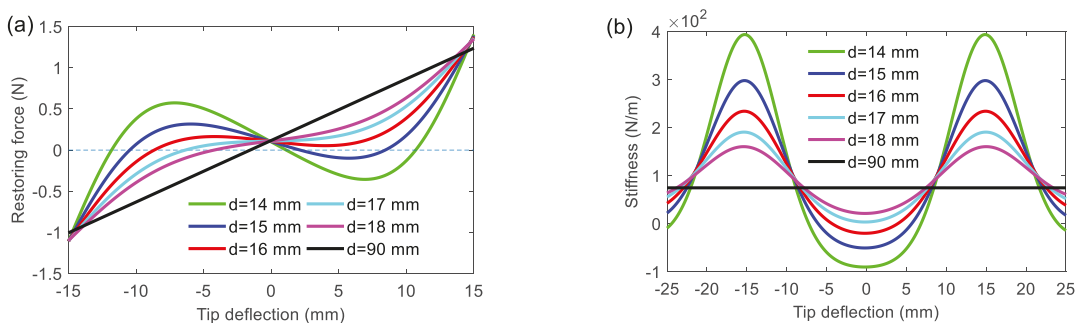 (a)
Restoring force (N)
1.5
1
0.5
0
-0.5
-1
-1.5
d=14 mm
d=15 mm
d=16 mm
d=17 mm
d=18 mm
d=90 mm
-15 -10 -5 0 5 10 15
Tip deflection (mm)
(b)
×10²
Stiffness (N/m)
4
3
2
1
0
-1
d=14 mm
d=15 mm
d=16 mm
d=17 mm
d=18 mm
d=90 mm
-25 -20 -15 -10 -5 0 5 10 15 20 25
Tip deflection (mm)